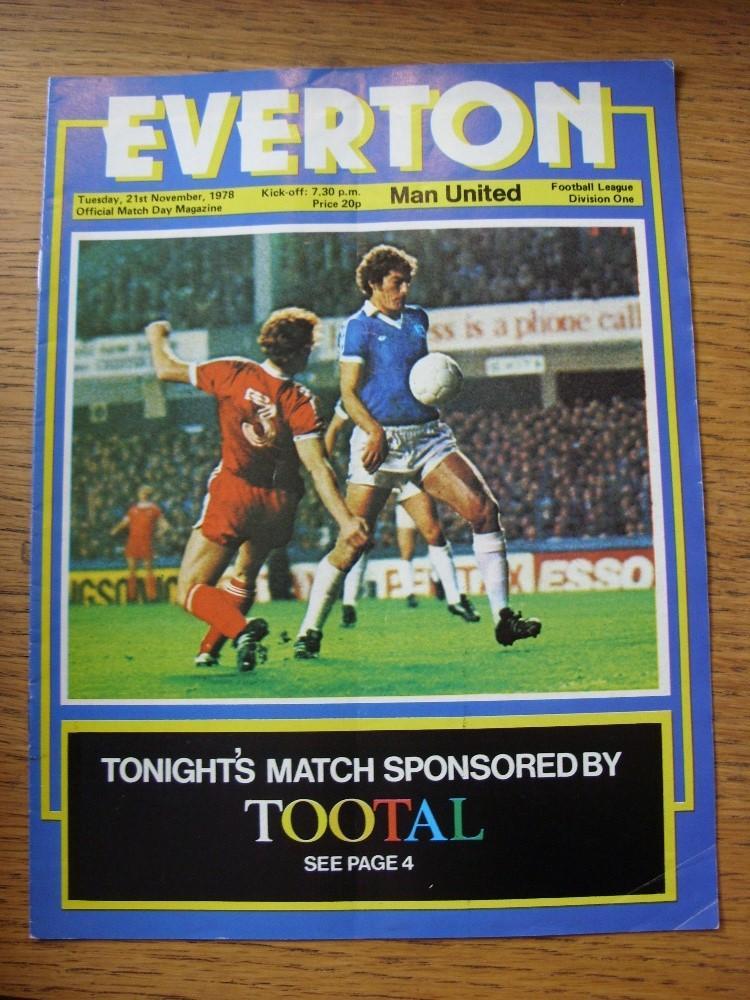 EVERTON
Tuesday, 21st November, 1978
Official Match Day Magazine
Kick-off: 7.30 p.m.
Price 20p
Man United
Football League
Division One
ss is a phone call
3
ESSO
TONIGHT'S MATCH SPONSORED BY
TOOTAL
SEE PAGE 4